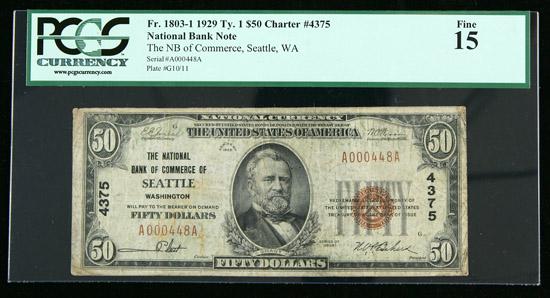 PCGS
CURRENCY
www.pcgscurrency.com
Fr. 1803-1 1929 Ty. 1 $50 Charter #4375
National Bank Note
The NB of Commerce, Seattle, WA
Serial #A000448A
Plate #G10/11
Fine
15
NATIONAL CURRENCY
THE UNITED STATES OF AMERICA
50
50
THE NATIONAL
BANK OF COMMERCE OF
SEATTLE
WASHINGTON
WILL PAY TO THE BEARER ON DEMAND
FIFTY DOLLARS
A000448A
A000448A
4375
4375
FIFTY
50
50
FIFTY DOLLARS